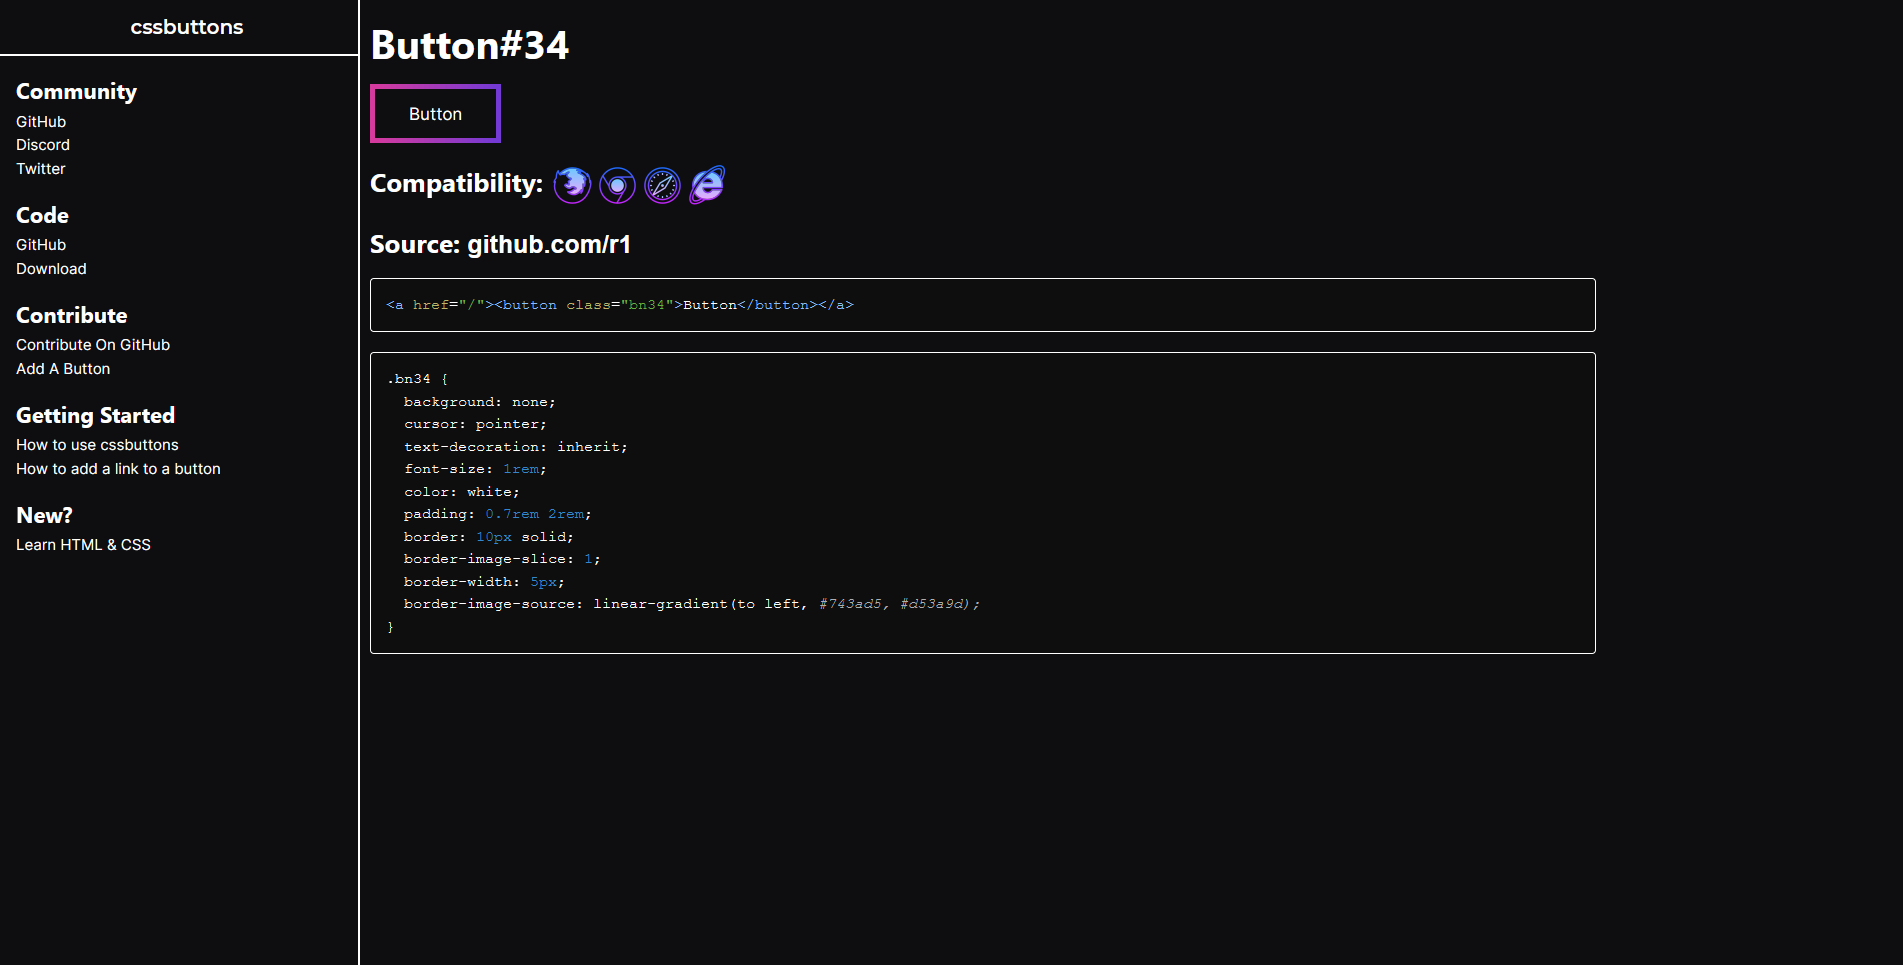 cssbuttons
Community
GitHub
Discord
Twitter
Code
GitHub
Download
Contribute
Contribute On GitHub
Add A Button
Getting Started
How to use cssbuttons
How to add a link to a button
New?
Learn HTML & CSS
Button#34
Button
Compatibility:
Source: github.com/r1
<a href="/"><button class="bn34">Button</button></a>
.bn34 {
  background: none;
  cursor: pointer;
  text-decoration: inherit;
  font-size: 1rem;
  color: white;
  padding: 0.7rem 2rem;
  border: 10px solid;
  border-image-slice: 1;
  border-width: 5px;
  border-image-source: linear-gradient(to left, #743ad5, #d53a9d);
}